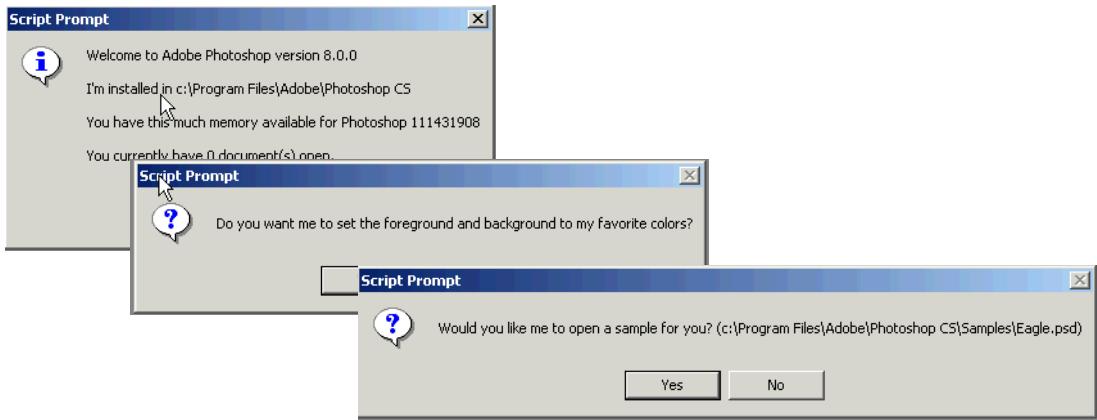 Script Prompt
Welcome to Adobe Photoshop version 8.0.0
I'm installed in c:\Program Files\Adobe\Photoshop CS
You have this much memory available for Photoshop 111431908
You currently have 0 document(s) open.
Script Prompt
Do you want me to set the foreground and background to my favorite colors?
Script Prompt
Would you like me to open a sample for you? (c:\Program Files\Adobe\Photoshop CS\Samples\Eagle.psd)
Yes No